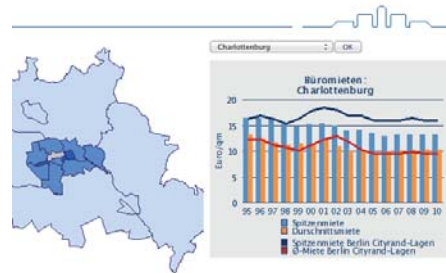 Charlottenburg
OK
Büromieten:
Charlottenburg
Euro/qm
20
15
10
5
0
95 96 97 98 99 00 01 02 03 04 05 06 07 08 09 10
Spitzenmiete
Durschnittsmiete
Spitzenmiete Berlin Cityrand-Lagen
Ø-Miete Berlin Cityrand-Lagen